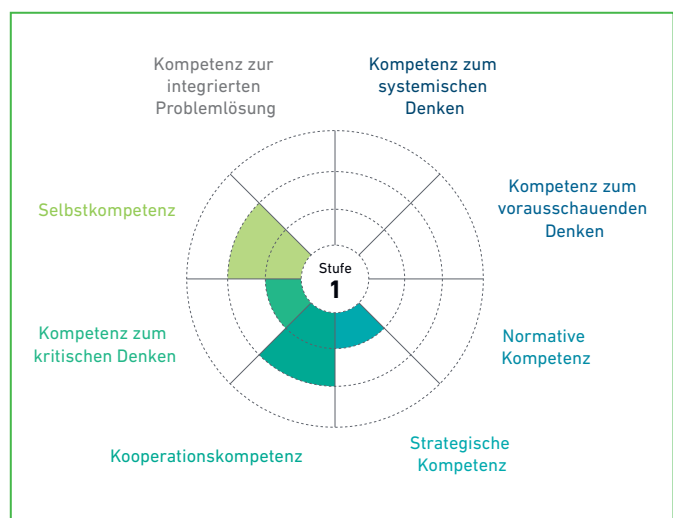 Kompetenz zur
integrierten
Problemlösung
Kompetenz zum
systemischen
Denken
Selbstkompetenz
Kompetenz zum
vorausschauenden
Denken
Stufe
1
Kompetenz zum
kritischen Denken
Normative
Kompetenz
Kooperationskompetenz
Strategische
Kompetenz